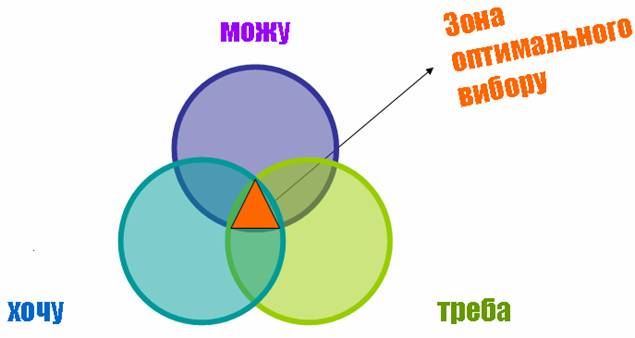 можу
Зона
оптимального
вибору
хочу
треба